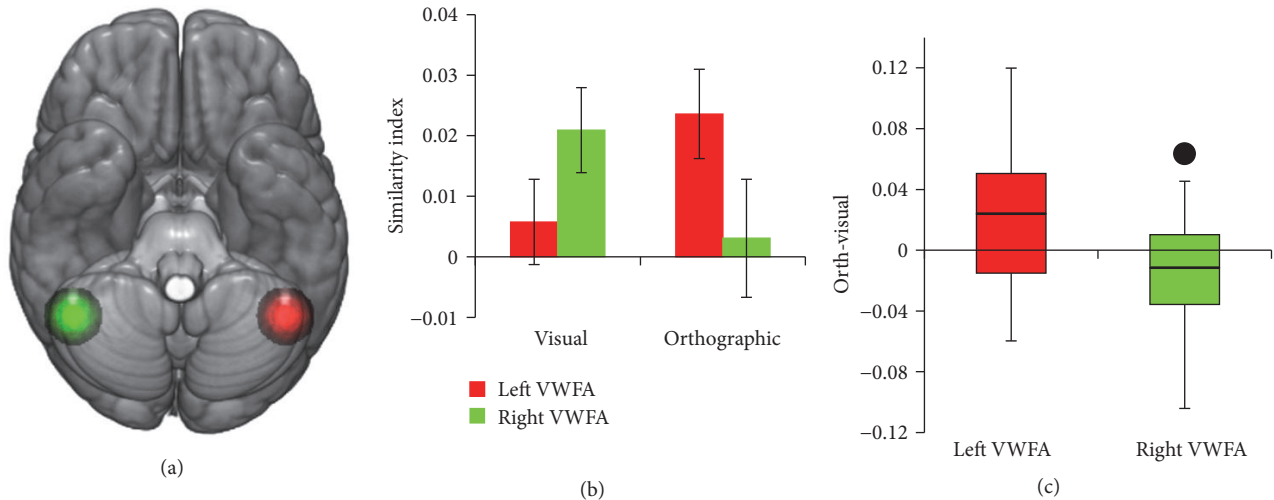 (a)
Similarity index
0.04
0.03
0.02
0.01
0
−0.01
Visual
Orthographic
Left VWFA
Right VWFA
(b)
Orth-visual
0.12
0.08
0.04
0
−0.04
−0.08
−0.12
Left VWFA
Right VWFA
(c)